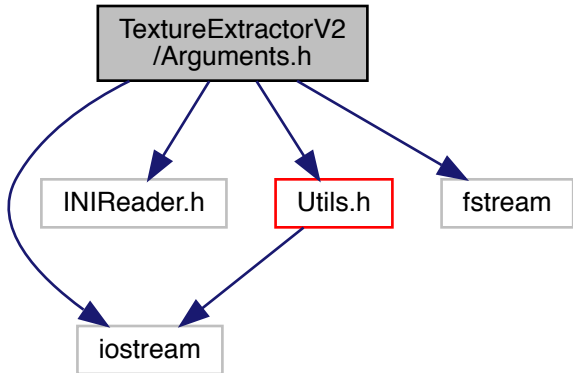 TextureExtractorV2
/Arguments.h
INIReader.h
Utils.h
fstream
iostream